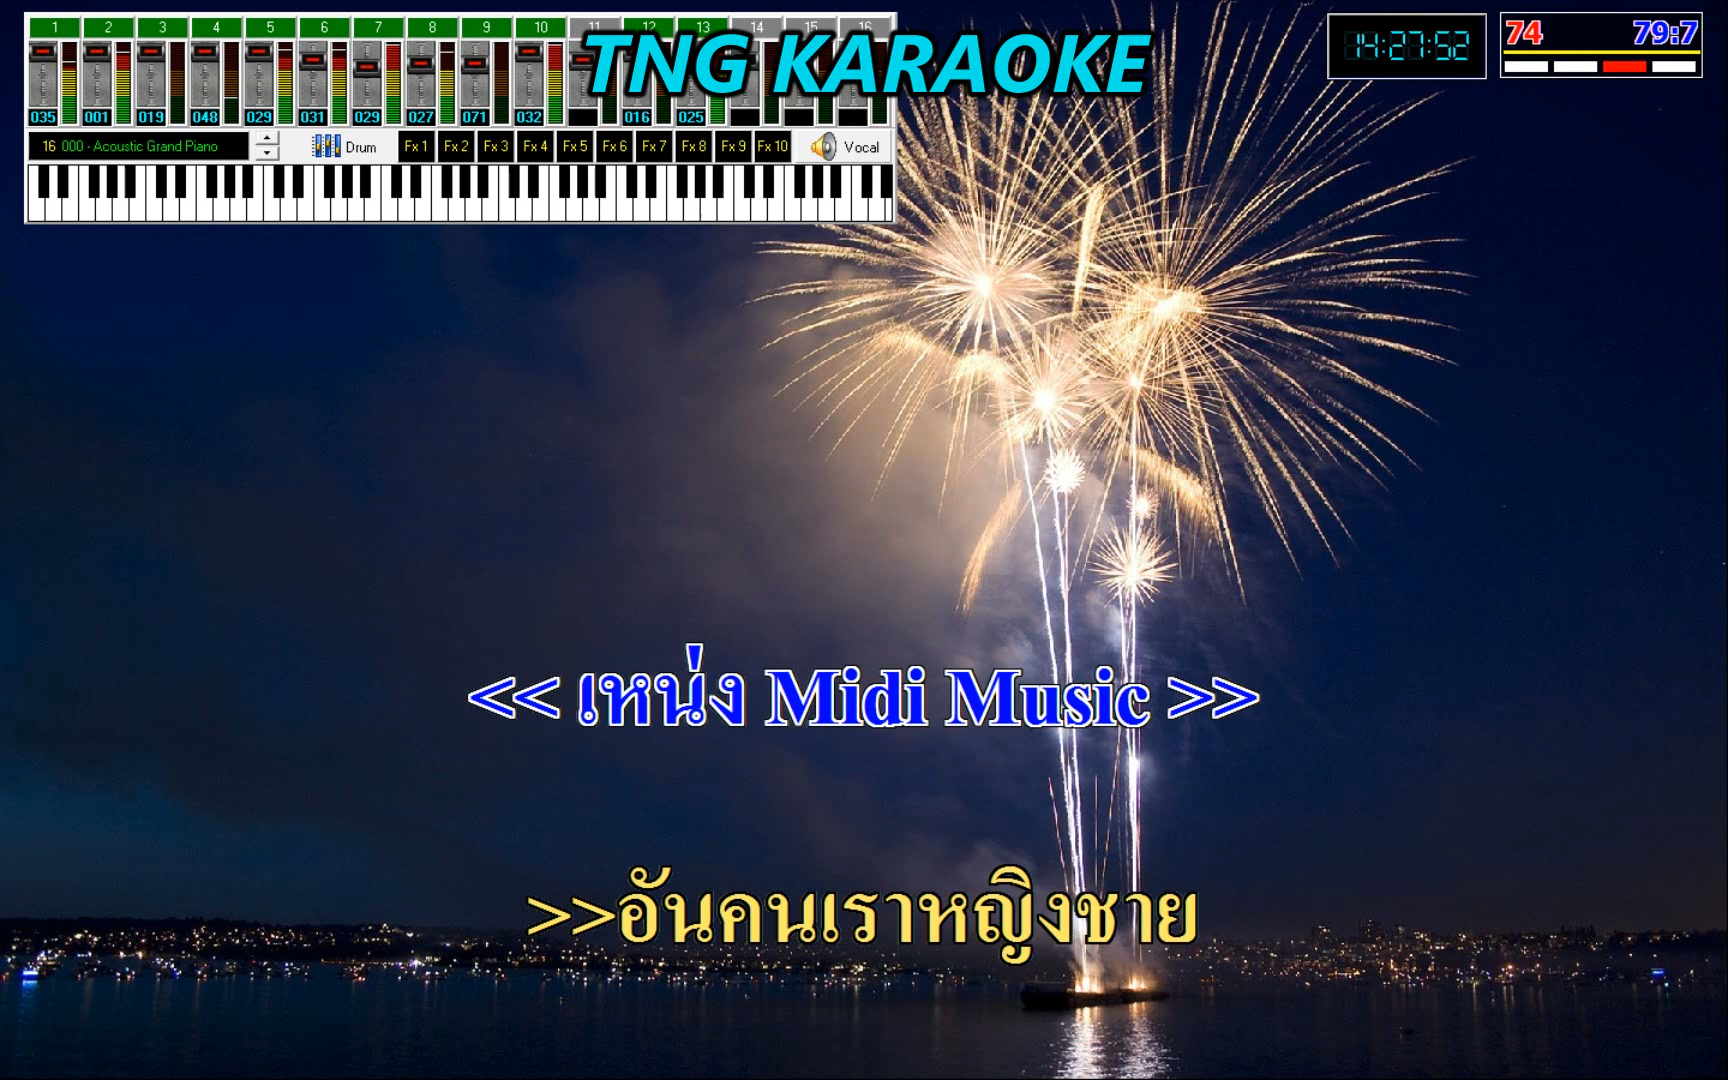 1 2 3 4 5 6 7 8 9 10 11 12 13 14 15 16
TNG KARAOKE
14:27:52
74 79:7
035 001 019 048 029 031 029 027 071 032 016 025
16 000 - Acoustic Grand Piano
Drum
Fx 1 Fx 2 Fx 3 Fx 4 Fx 5 Fx 6 Fx 7 Fx 8 Fx 9 Fx 10
Vocal
<< เหน่ง Midi Music >>
>>อันคนเราหญิงชาย